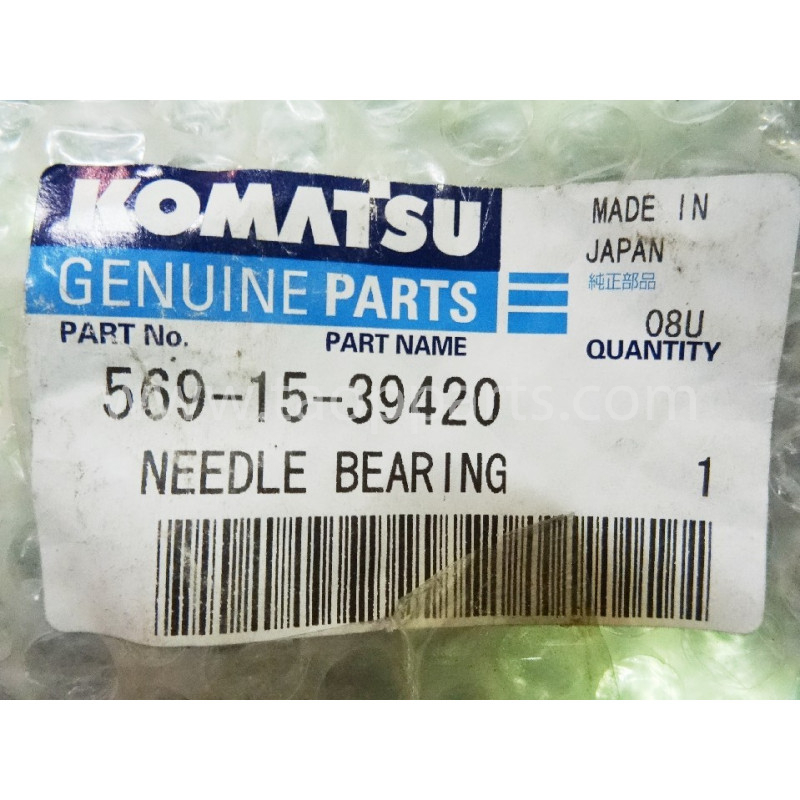 KOMATSU
GENUINE PARTS
MADE IN
JAPAN
純正部品
08U
PART No.
PART NAME
QUANTITY
569-15-39420
NEEDLE BEARING
1